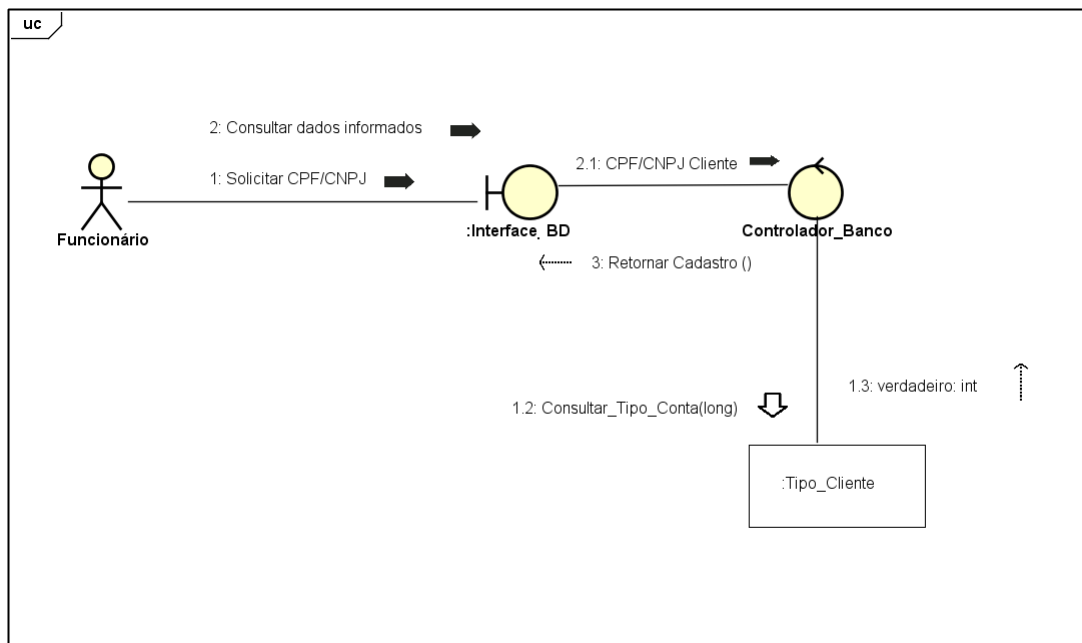 uc
2: Consultar dados informados
1: Solicitar CPF/CNPJ
2.1: CPF/CNPJ Cliente
Funcionário
:Interface_BD
Controlador_Banco
3: Retornar Cadastro ()
1.3: verdadeiro: int
1.2: Consultar_Tipo_Conta(long)
:Tipo_Cliente